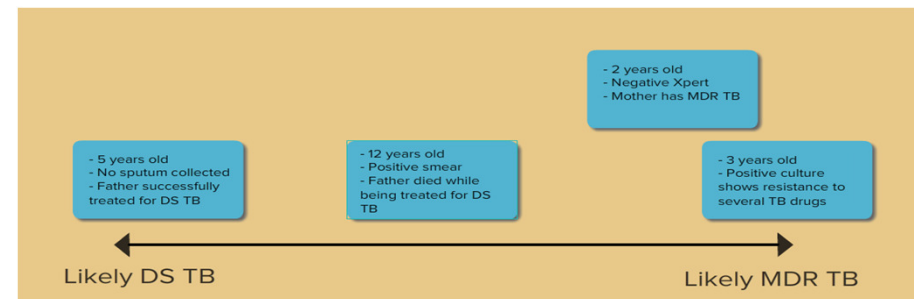 - 2 years old
- Negative Xpert
- Mother has MDR TB
- 5 years old
- No sputum collected
- Father successfully
treated for DS TB
- 12 years old
- Positive smear
- Father died while
being treated for DS
TB
- 3 years old
- Positive culture
shows resistance to
several TB drugs
Likely DS TB
Likely MDR TB